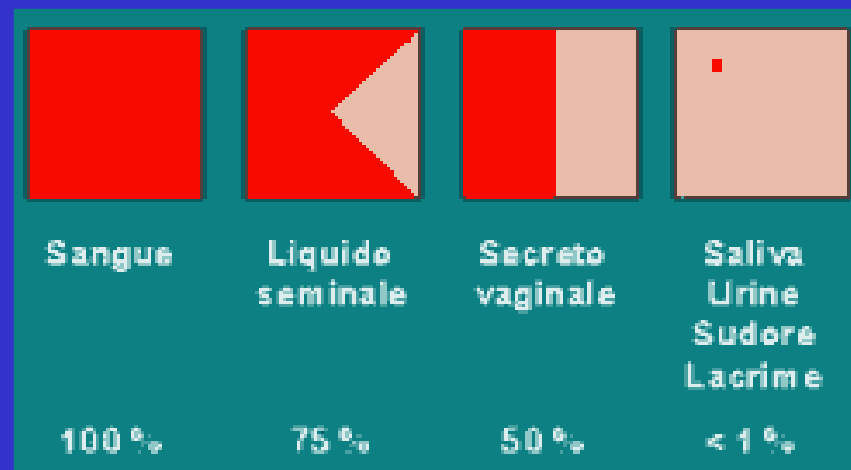 Sangue
Liquido
seminale
Secreto
vaginale
Saliva
Urine
Sudore
Lacrime
100 %
75 %
50 %
< 1 %